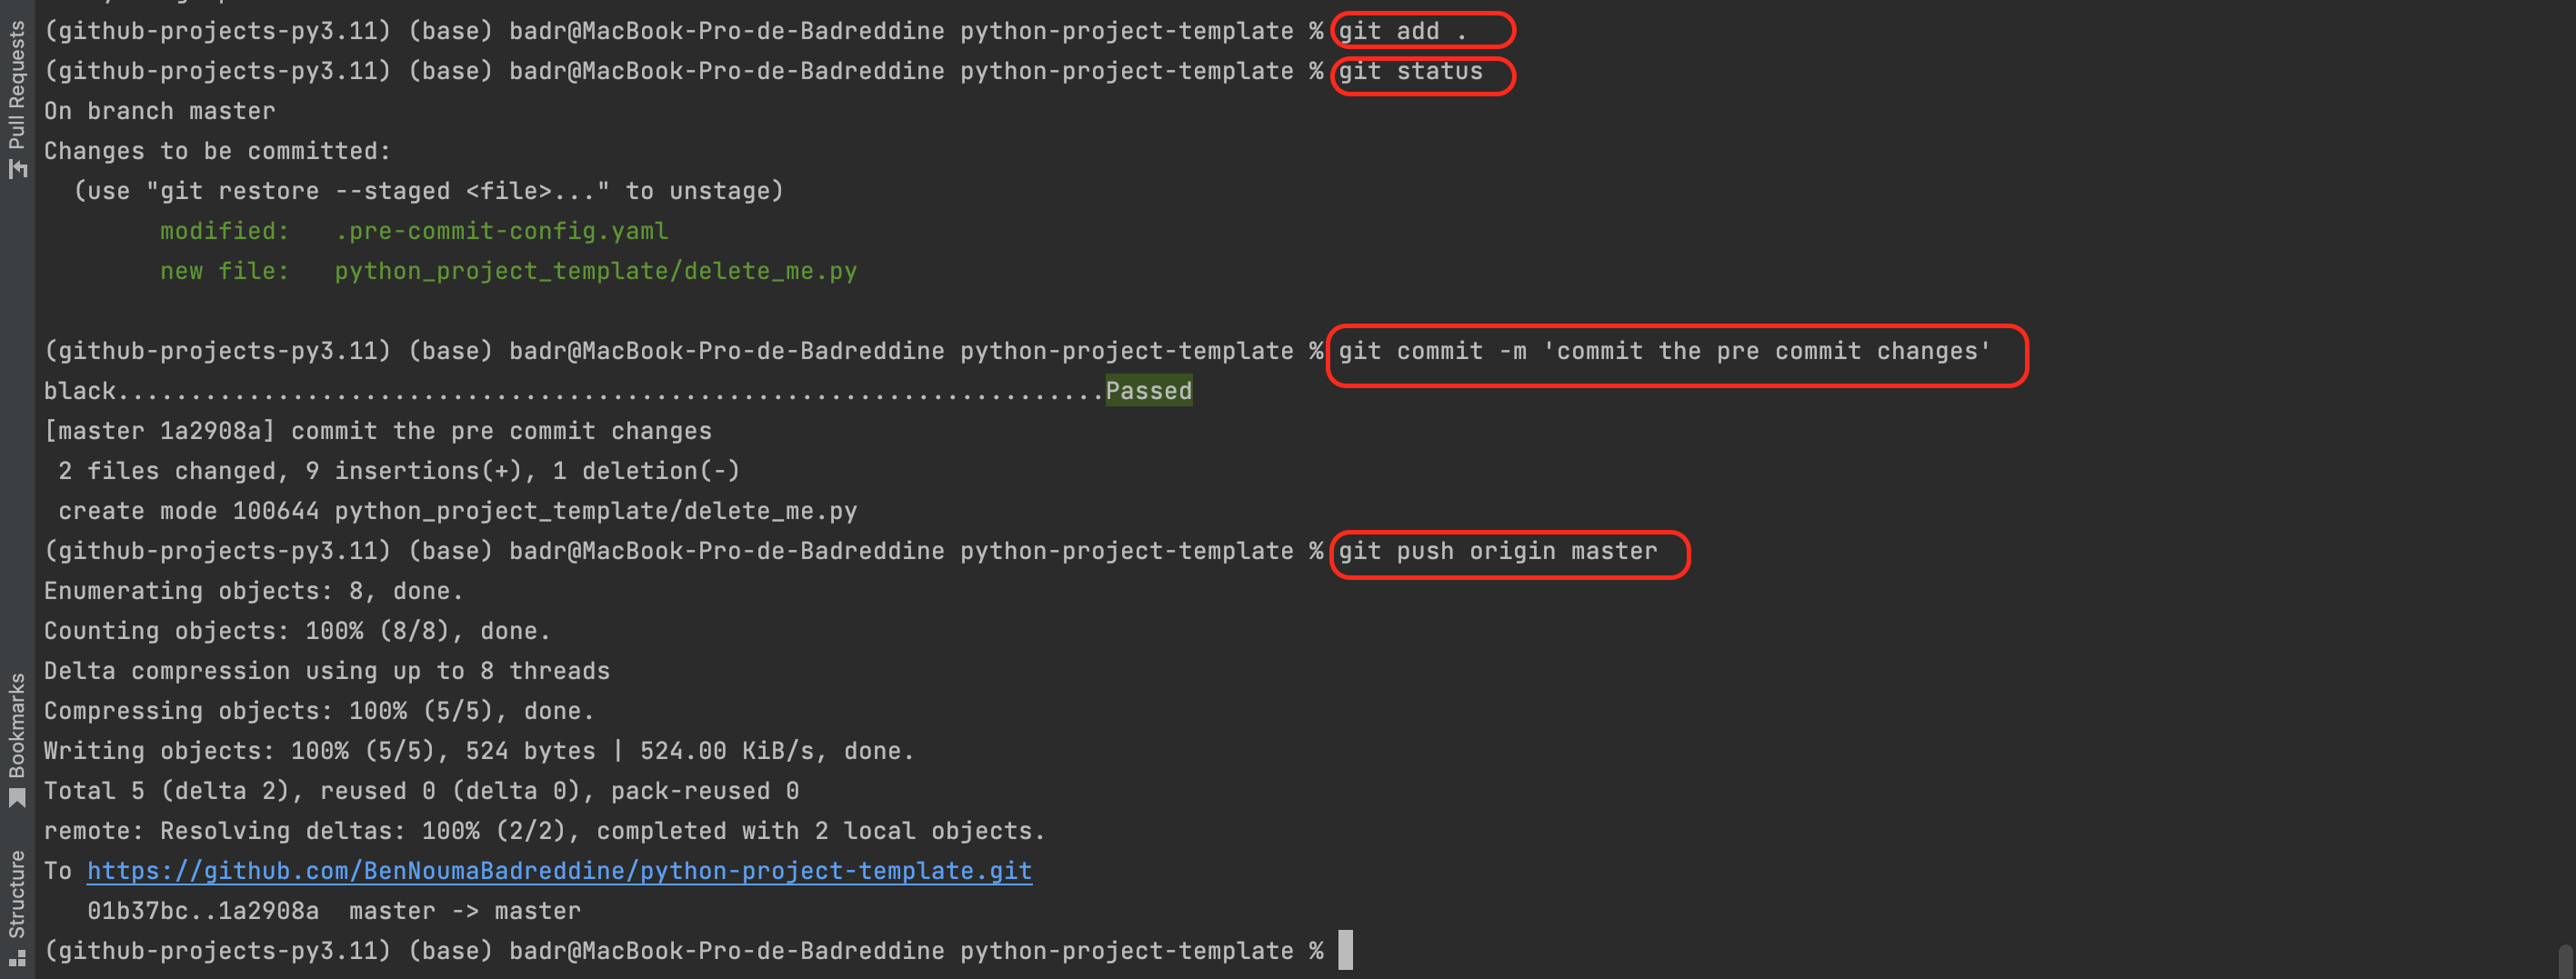 (github-projects-py3.11) (base) badr@MacBook-Pro-de-Badreddine python-project-template % git add .
(github-projects-py3.11) (base) badr@MacBook-Pro-de-Badreddine python-project-template % git status
On branch master
Changes to be committed:
  (use "git restore --staged <file>..." to unstage)
        modified:   .pre-commit-config.yaml
        new file:   python_project_template/delete_me.py
(github-projects-py3.11) (base) badr@MacBook-Pro-de-Badreddine python-project-template % git commit -m 'commit the pre commit changes'
black....................................................................Passed
[master 1a2908a] commit the pre commit changes
 2 files changed, 9 insertions(+), 1 deletion(-)
 create mode 100644 python_project_template/delete_me.py
(github-projects-py3.11) (base) badr@MacBook-Pro-de-Badreddine python-project-template % git push origin master
Enumerating objects: 8, done.
Counting objects: 100% (8/8), done.
Delta compression using up to 8 threads
Compressing objects: 100% (5/5), done.
Writing objects: 100% (5/5), 524 bytes | 524.00 KiB/s, done.
Total 5 (delta 2), reused 0 (delta 0), pack-reused 0
remote: Resolving deltas: 100% (2/2), completed with 2 local objects.
To https://github.com/BenNoumaBadreddine/python-project-template.git
   01b37bc..1a2908a  master -> master
(github-projects-py3.11) (base) badr@MacBook-Pro-de-Badreddine python-project-template %
Pull Requests
Bookmarks
Structure